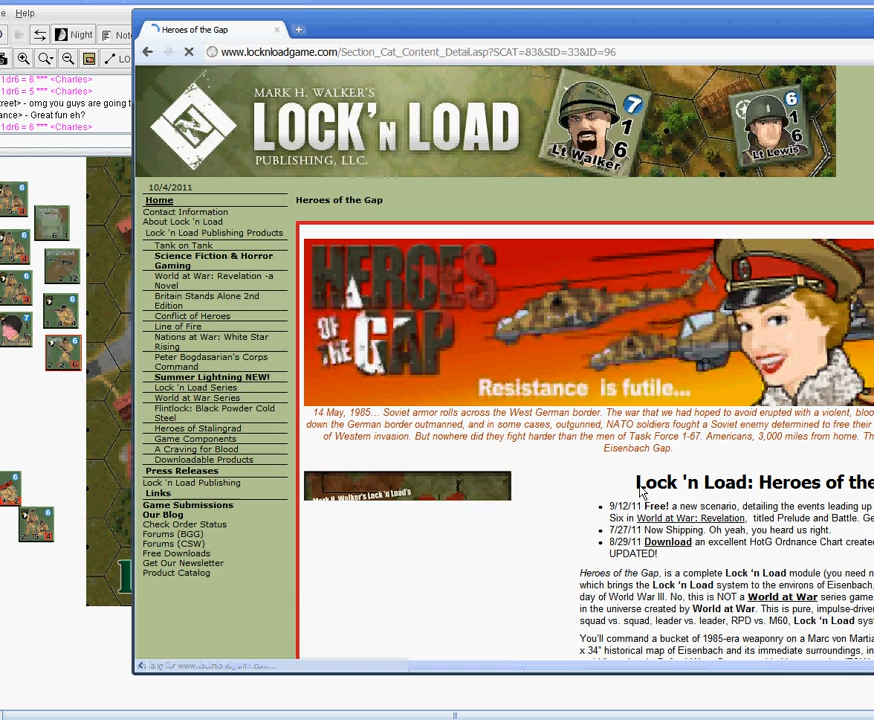 e Help
Night Not
LO
1dr6 = 6 *** <Charles>
1dr6 = 5 *** <Charles>
reet> - omg you guys are going t
1dr6 = 6 *** <Charles>
ance> - Great fun eh?
1dr6 = 6 *** <Charles>
Heroes of the Gap
www.locknloadgame.com/Section_Cat_Content_Detail.asp?SCAT=83&SID=33&ID=96
MARK H. WALKER'S
LOCK'N LOAD
PUBLISHING, LLC.
7
1
6
Lt Walker
6
1
6
Lt Lewis
10/4/2011
Home
Contact Information
About Lock 'n Load
Lock 'n Load Publishing Products
Tank on Tank
Science Fiction & Horror
Gaming
World at War: Revelation -a
Novel
Britain Stands Alone 2nd
Edition
Conflict of Heroes
Line of Fire
Nations at War: White Star
Rising
Peter Bogdasarian's Corps
Command
Summer Lightning NEW!
Lock 'n Load Series
World at War Series
Flintlock: Black Powder Cold
Steel
Heroes of Stalingrad
Game Components
A Craving for Blood
Downloadable Products
Press Releases
Lock 'n Load Publishing
Links
Game Submissions
Our Blog
Check Order Status
Forums (BGG)
Forums (CSW)
Free Downloads
Get Our Newsletter
Product Catalog
Heroes of the Gap
HEROES
OF THE GAP
Resistance is futile...
14 May, 1985... Soviet armor rolls across the West German border. The war that we had hoped to avoid erupted with a violent, bloo
down the German border outmanned, and in some cases, outgunned, NATO soldiers fought a Soviet enemy determined to free their
of Western invasion. But nowhere did they fight harder than the men of Task Force 1-67. Americans, 3,000 miles from home. Th
Eisenbach Gap.
Mark H. Walker's Lock'n Load's
Lock 'n Load: Heroes of the
9/12/11 Free! a new scenario, detailing the events leading up
Six in World at War: Revelation, titled Prelude and Battle. Ge
7/27/11 Now Shipping. Oh yeah, you heard us right.
8/29/11 Download an excellent HotG Ordnance Chart create
UPDATED!
Heroes of the Gap, is a complete Lock 'n Load module (you need n
which brings the Lock 'n Load system to the environs of Eisenbach,
day of World War III. No, this is NOT a World at War series game
in the universe created by World at War. This is pure, impulse-drive
squad vs. squad, leader vs. leader, RPD vs. M60, Lock 'n Load sys
You'll command a bucket of 1985-era weaponry on a Marc von Martia
x 34" historical map of Eisenbach and its immediate surroundings, in